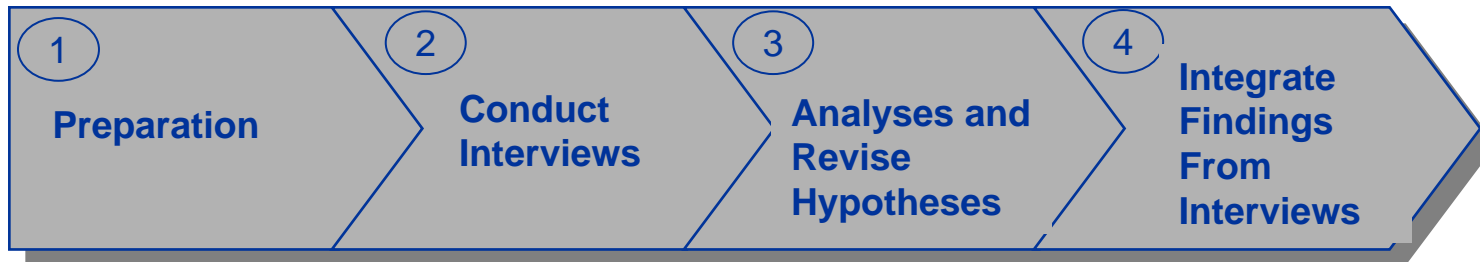 1
Preparation
2
Conduct
Interviews
3
Analyses and
Revise
Hypotheses
4
Integrate
Findings
From
Interviews